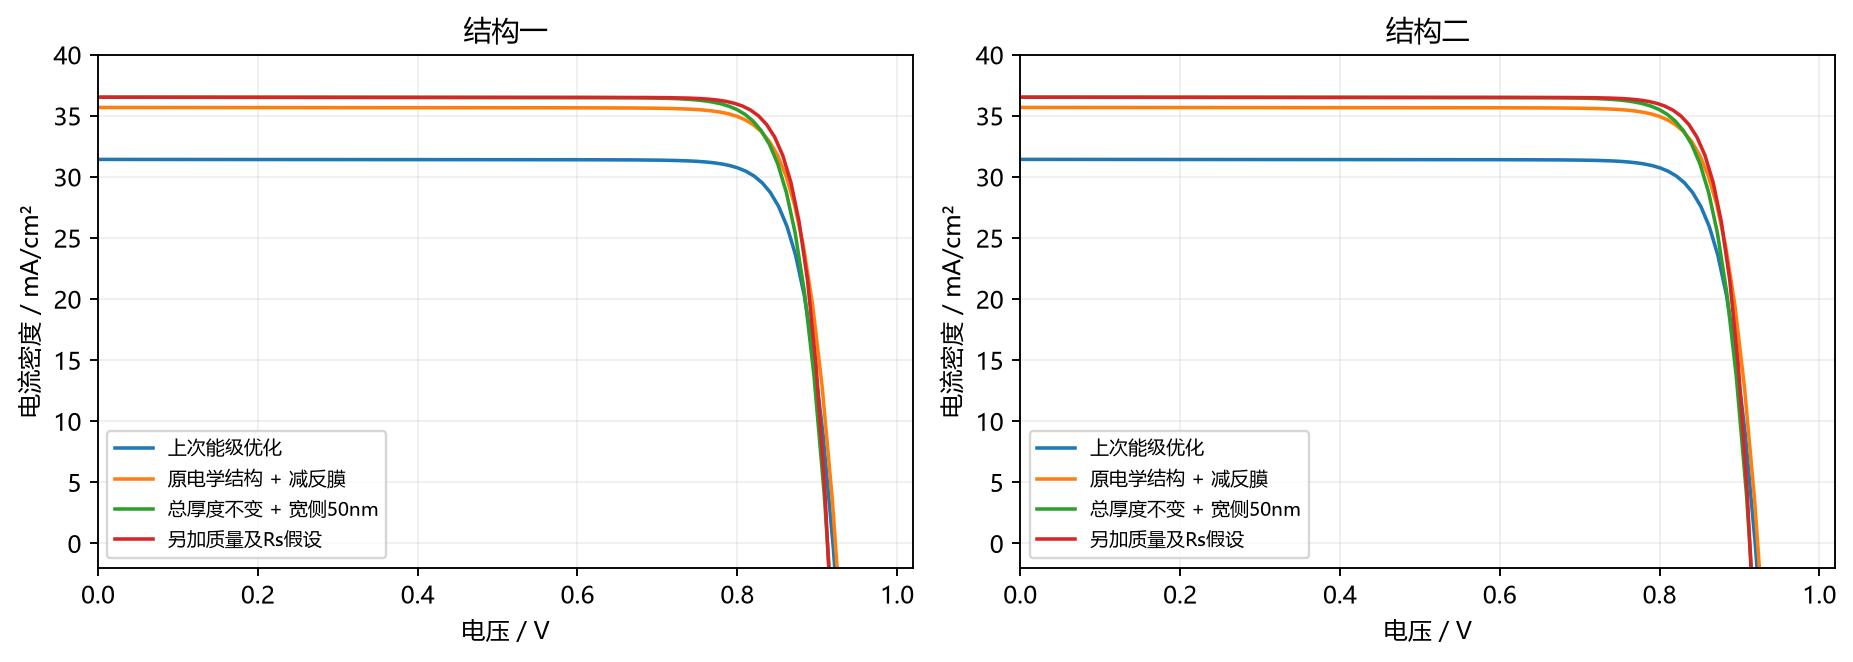 结构一
40
35
30
25
20
15
10
5
0
电流密度 / mA/cm²
上次能级优化
原电学结构 + 减反膜
总厚度不变 + 宽侧50nm
另加质量及Rs假设
0.0 0.2 0.4 0.6 0.8 1.0
电压 / V
结构二
40
35
30
25
20
15
10
5
0
电流密度 / mA/cm²
上次能级优化
原电学结构 + 减反膜
总厚度不变 + 宽侧50nm
另加质量及Rs假设
0.0 0.2 0.4 0.6 0.8 1.0
电压 / V